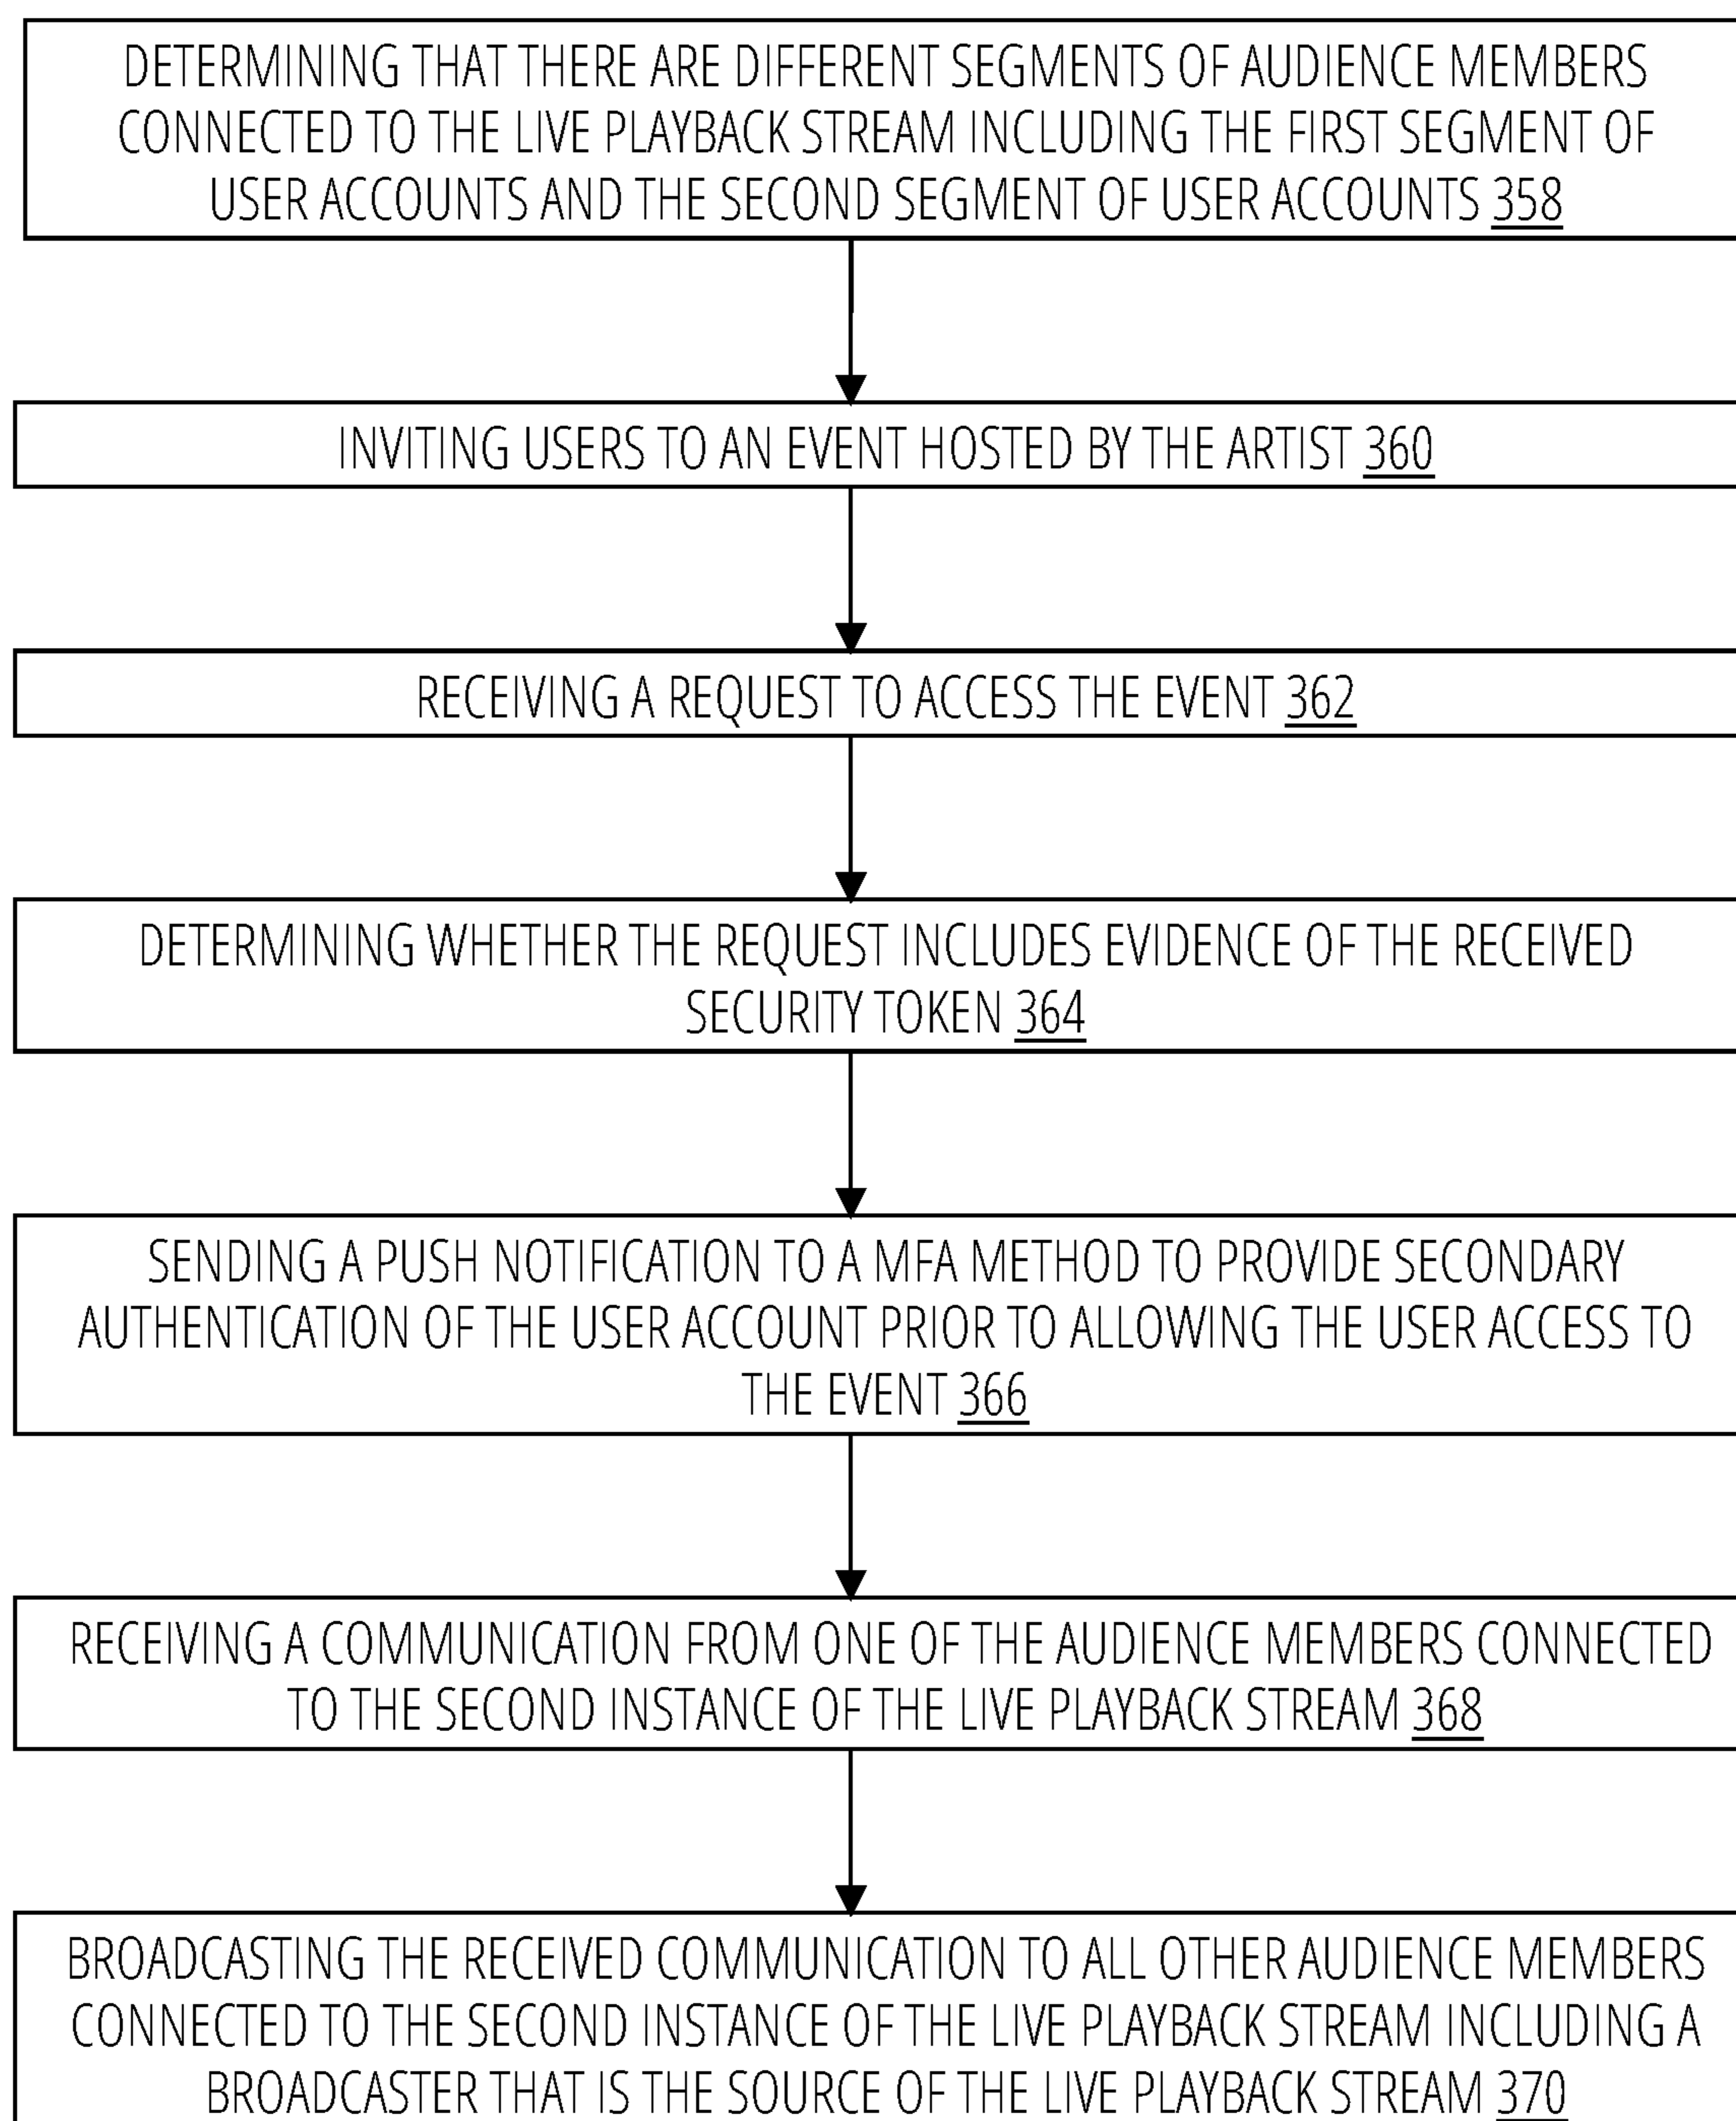 DETERMINING THAT THERE ARE DIFFERENT SEGMENTS OF AUDIENCE MEMBERS
CONNECTED TO THE LIVE PLAYBACK STREAM INCLUDING THE FIRST SEGMENT OF
USER ACCOUNTS AND THE SECOND SEGMENT OF USER ACCOUNTS 358
INVITING USERS TO AN EVENT HOSTED BY THE ARTIST 360
RECEIVING A REQUEST TO ACCESS THE EVENT 362
DETERMINING WHETHER THE REQUEST INCLUDES EVIDENCE OF THE RECEIVED
SECURITY TOKEN 364
SENDING A PUSH NOTIFICATION TO A MFA METHOD TO PROVIDE SECONDARY
AUTHENTICATION OF THE USER ACCOUNT PRIOR TO ALLOWING THE USER ACCESS TO
THE EVENT 366
RECEIVING A COMMUNICATION FROM ONE OF THE AUDIENCE MEMBERS CONNECTED
TO THE SECOND INSTANCE OF THE LIVE PLAYBACK STREAM 368
BROADCASTING THE RECEIVED COMMUNICATION TO ALL OTHER AUDIENCE MEMBERS
CONNECTED TO THE SECOND INSTANCE OF THE LIVE PLAYBACK STREAM INCLUDING A
BROADCASTER THAT IS THE SOURCE OF THE LIVE PLAYBACK STREAM 370